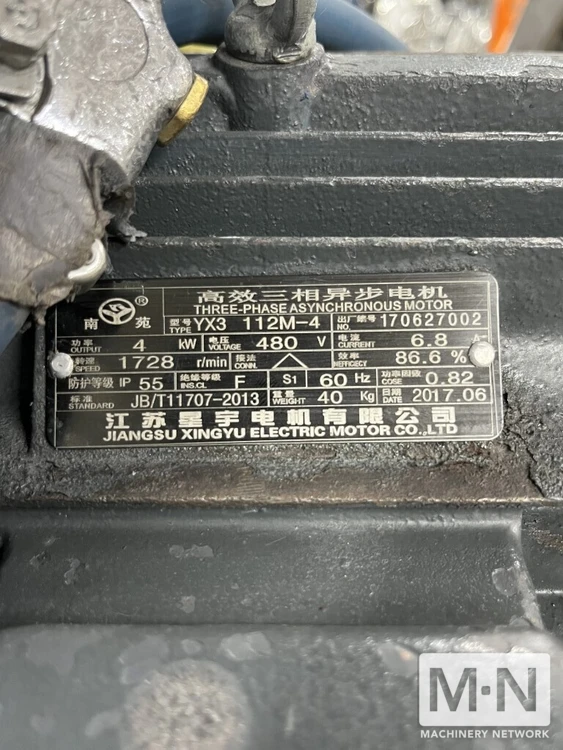 高效三相异步电机
THREE-PHASE ASYNCHRONOUS MOTOR
南 苑 ®
型号 TYPE YX3 112M-4 出厂编号 NO. 170627002
功率 OUTPUT 4 kW 电压 VOLTAGE 480 V 电流 CURRENT 6.8 A
转速 SPEED 1728 r/min 接法 CONN. 效率 EFFICECY 86.6 %
防护等级 IP 55 绝缘等级 INS.CL F S1 60 Hz 功率因数 COSE 0.82
标准 STANDARD JB/T11707-2013 重量 WEIGHT 40 Kg 日期 DATE 2017.06
江苏星宇电机有限公司
JIANGSU XINGYU ELECTRIC MOTOR CO.,LTD
M·N
MACHINERY NETWORK